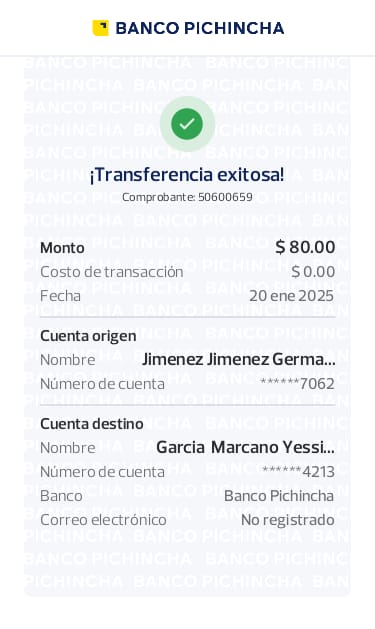 BANCO PICHINCHA
¡Transferencia exitosa!
Comprobante: 50600659
Monto $ 80.00
Costo de transacción $ 0.00
Fecha 20 ene 2025
Cuenta origen
Nombre Jimenez Jimenez Germa...
Número de cuenta ******7062
Cuenta destino
Nombre Garcia Marcano Yessi...
Número de cuenta ******4213
Banco Banco Pichincha
Correo electrónico No registrado